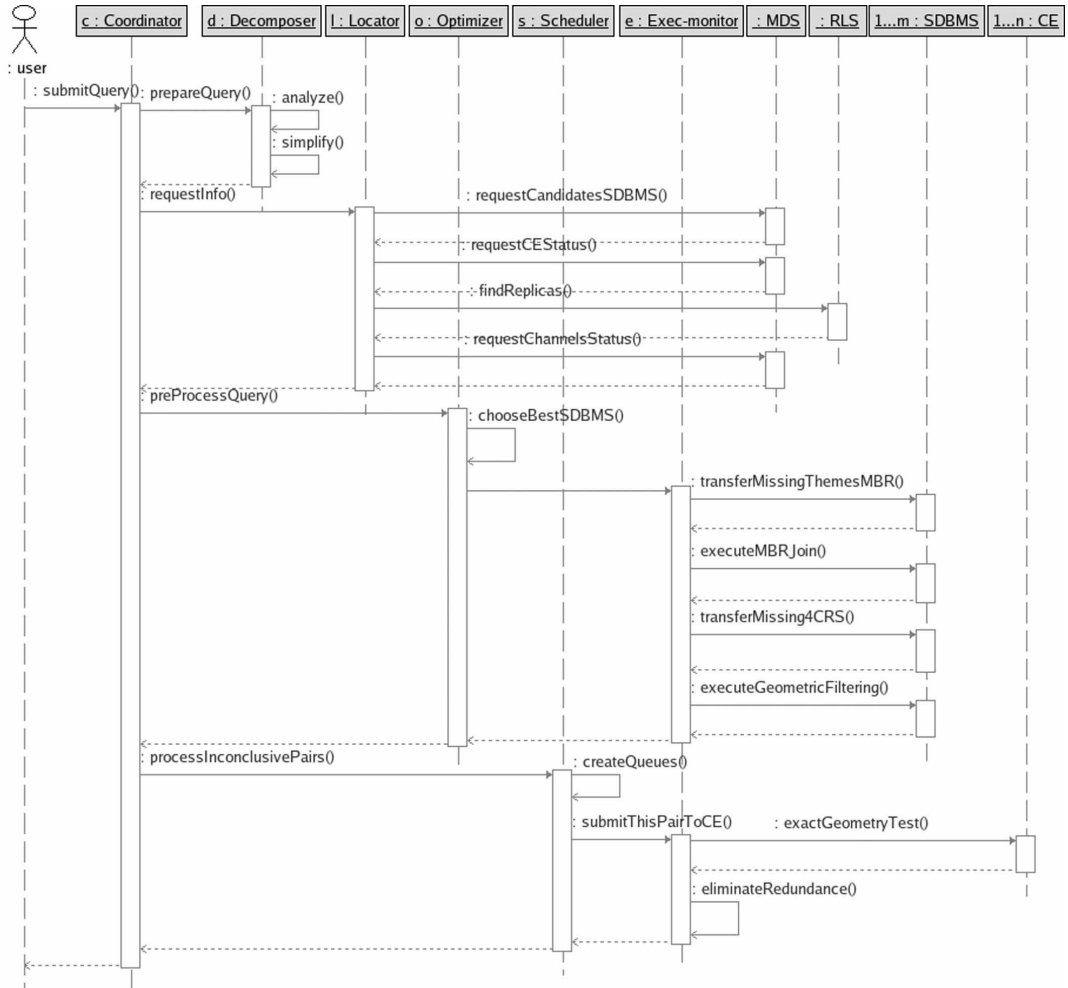 c : Coordinator d : Decomposer l : Locator o : Optimizer s : Scheduler e : Exec-monitor : MDS : RLS 1...m : SDBMS 1...n : CE
: user
: submitQuery() : prepareQuery() : analyze()
: simplify()
: requestInfo() : requestCandidatesSDBMS()
: requestCEStatus()
: findReplicas()
: requestChannelsStatus()
: preProcessQuery()
: chooseBestSDBMS()
: transferMissingThemesMBR()
: executeMBRJoin()
: transferMissing4CRS()
: executeGeometricFiltering()
: processInconclusivePairs() : createQueues()
: submitThisPairToCE() : exactGeometryTest()
: eliminateRedundance()